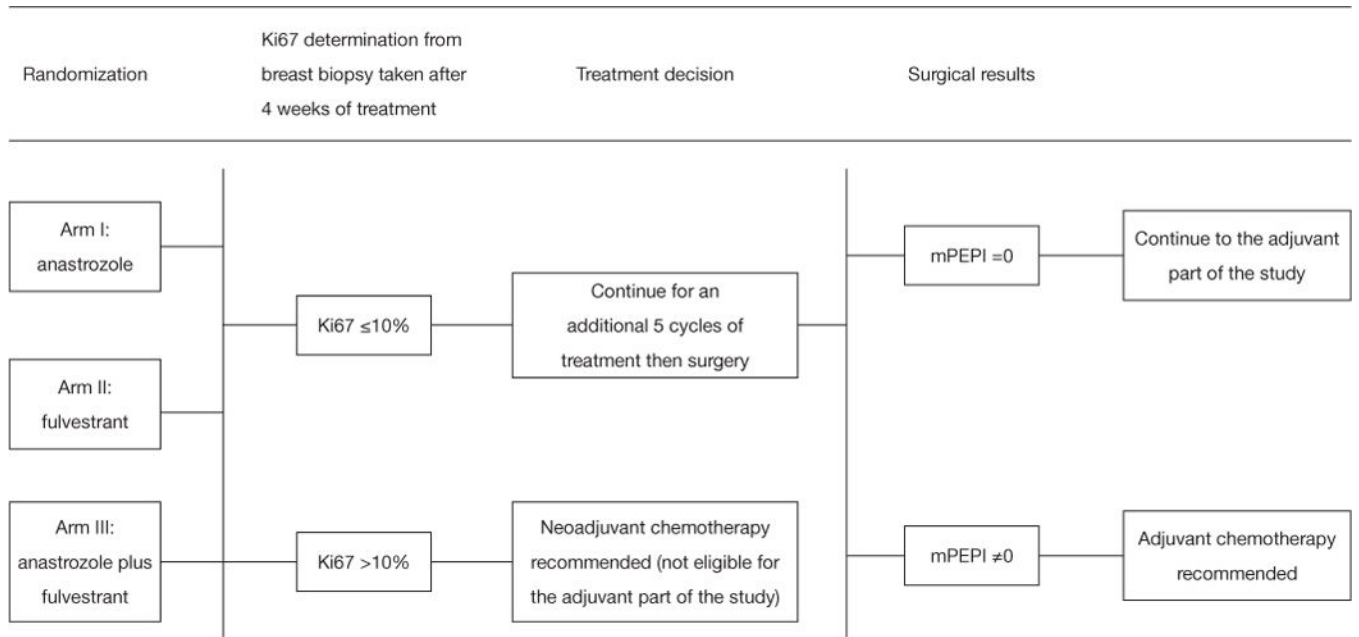 Randomization
Ki67 determination from
breast biopsy taken after
4 weeks of treatment
Treatment decision
Surgical results
Arm I:
anastrozole
Arm II:
fulvestrant
Arm III:
anastrozole plus
fulvestrant
Ki67 ≤10%
Ki67 >10%
Continue for an
additional 5 cycles of
treatment then surgery
Neoadjuvant chemotherapy
recommended (not eligible for
the adjuvant part of the study)
mPEPI =0
mPEPI ≠0
Continue to the adjuvant
part of the study
Adjuvant chemotherapy
recommended